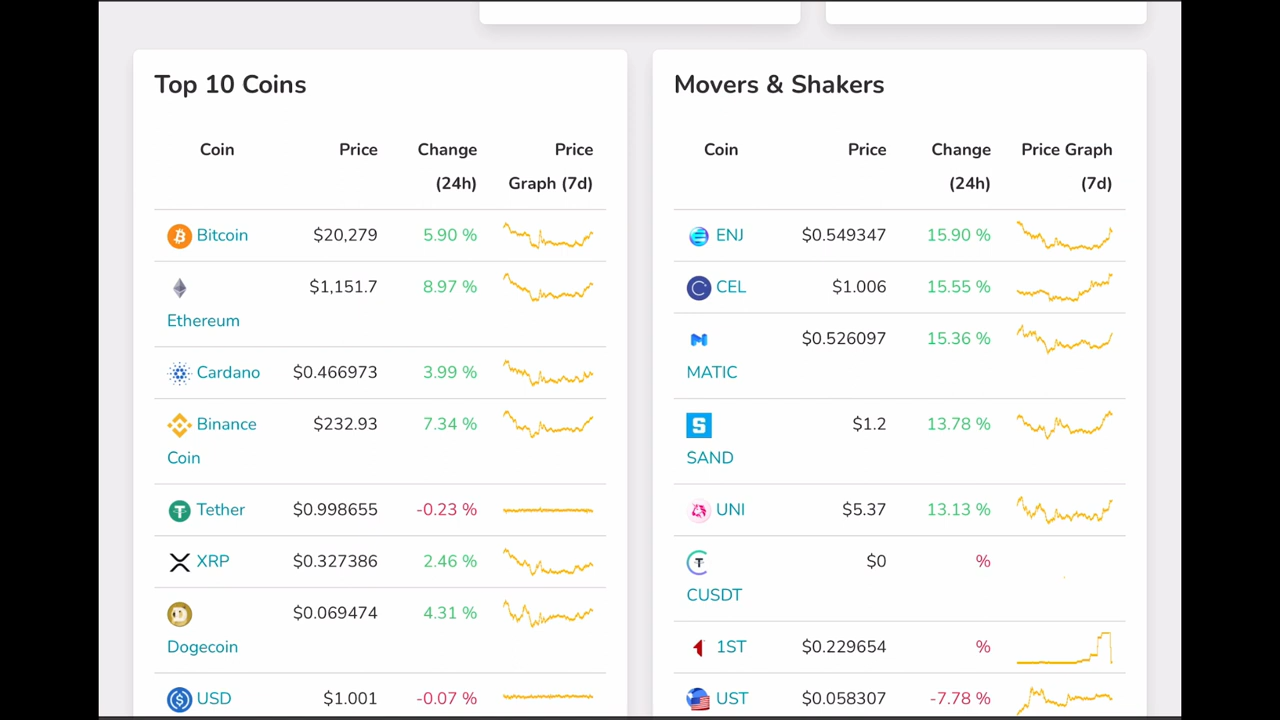 Top 10 Coins
Coin Price Change (24h) Price Graph (7d)
Bitcoin $20,279 5.90 %
Ethereum $1,151.7 8.97 %
Cardano $0.466973 3.99 %
Binance Coin $232.93 7.34 %
Tether $0.998655 -0.23 %
XRP $0.327386 2.46 %
Dogecoin $0.069474 4.31 %
USD $1.001 -0.07 %
Movers & Shakers
Coin Price Change (24h) Price Graph (7d)
ENJ $0.549347 15.90 %
CEL $1.006 15.55 %
MATIC $0.526097 15.36 %
SAND $1.2 13.78 %
UNI $5.37 13.13 %
CUSDT $0 %
1ST $0.229654 %
UST $0.058307 -7.78 %